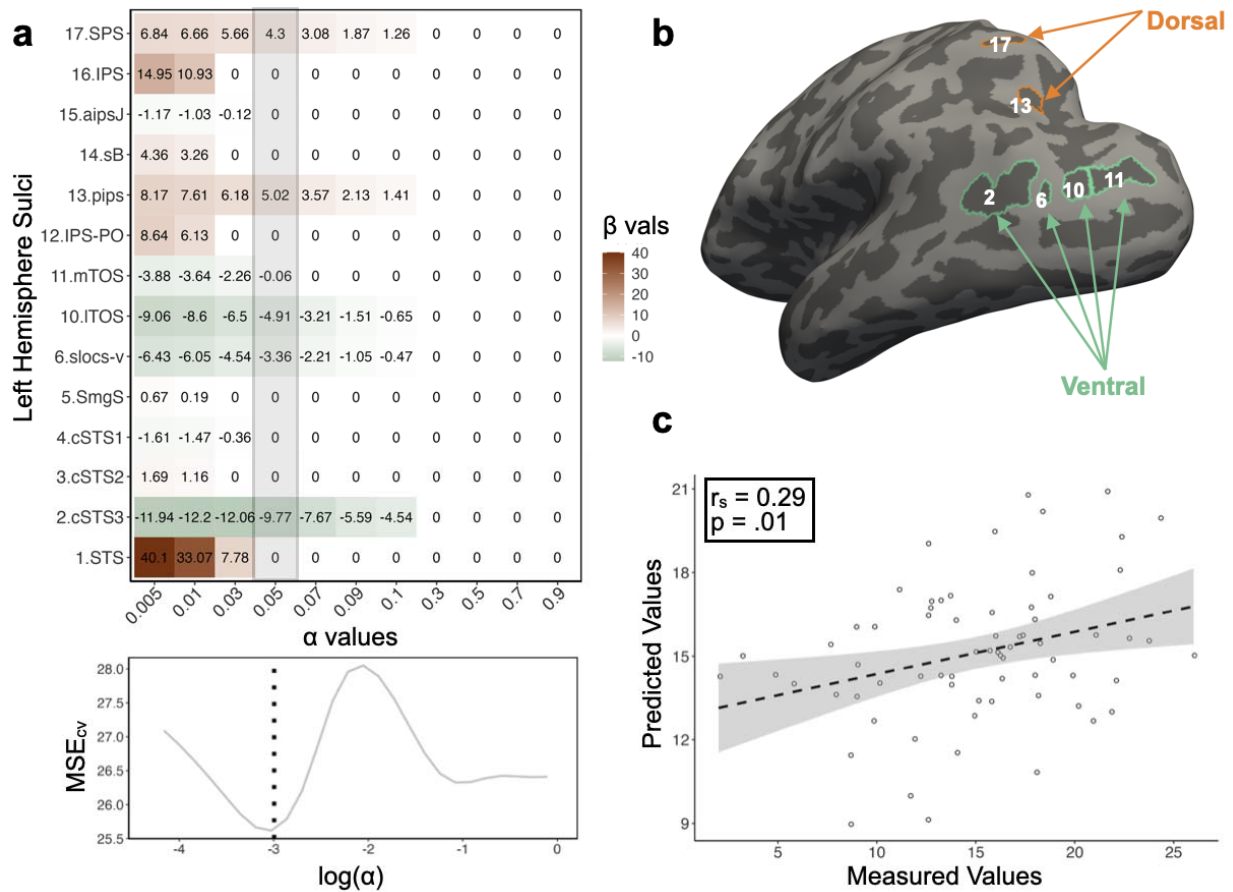 a
Left Hemisphere Sulci
17.SPS 6.84 6.66 5.66 4.3 3.08 1.87 1.26 0 0 0 0
16.IPS 14.95 10.93 0 0 0 0 0 0 0 0 0
15.aipsJ -1.17 -1.03 -0.12 0 0 0 0 0 0 0 0
14.sB 4.36 3.26 0 0 0 0 0 0 0 0 0
13.pips 8.17 7.61 6.18 5.02 3.57 2.13 1.41 0 0 0 0
12.IPS-PO 8.64 6.13 0 0 0 0 0 0 0 0 0
11.mTOS -3.88 -3.64 -2.26 -0.06 0 0 0 0 0 0 0
10.lTOS -9.06 -8.6 -6.5 -4.91 -3.21 -1.51 -0.65 0 0 0 0
6.slocs-v -6.43 -6.05 -4.54 -3.36 -2.21 -1.05 -0.47 0 0 0 0
5.SmgS 0.67 0.19 0 0 0 0 0 0 0 0 0
4.cSTS1 -1.61 -1.47 -0.36 0 0 0 0 0 0 0 0
3.cSTS2 1.69 1.16 0 0 0 0 0 0 0 0 0
2.cSTS3 -11.94 -12.2 -12.06 -9.77 -7.67 -5.59 -4.54 0 0 0 0
1.STS 40.1 33.07 7.78 0 0 0 0 0 0 0 0
0.005 0.01 0.03 0.05 0.07 0.09 0.1 0.3 0.5 0.7 0.9
α values
β vals
40
30
20
10
0
-10
MSEcv
28.0
27.5
27.0
26.5
26.0
25.5
-4 -3 -2 -1 0
log(α)
b
Dorsal
17
13
2 6 10 11
Ventral
c
rs = 0.29
p = .01
Predicted Values
21
18
15
12
9
5 10 15 20 25
Measured Values